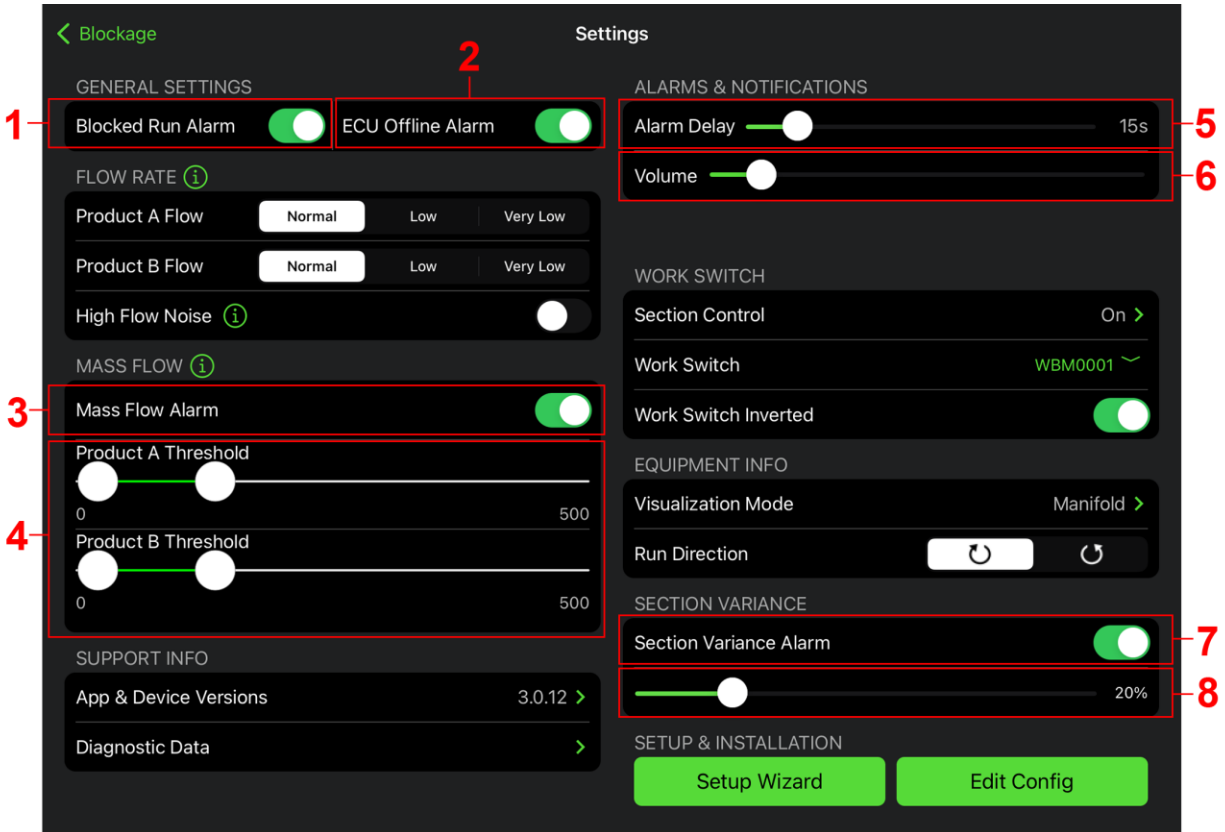 Blockage
Settings
2
GENERAL SETTINGS
1
Blocked Run Alarm
ECU Offline Alarm
FLOW RATE
Product A Flow
Normal
Low
Very Low
Product B Flow
Normal
Low
Very Low
High Flow Noise
MASS FLOW
3
Mass Flow Alarm
4
Product A Threshold
0
500
Product B Threshold
0
500
SUPPORT INFO
App & Device Versions
3.0.12
Diagnostic Data
ALARMS & NOTIFICATIONS
Alarm Delay
15s
5
Volume
6
WORK SWITCH
Section Control
On
Work Switch
WBM0001
Work Switch Inverted
EQUIPMENT INFO
Visualization Mode
Manifold
Run Direction
SECTION VARIANCE
Section Variance Alarm
7
20%
8
SETUP & INSTALLATION
Setup Wizard
Edit Config